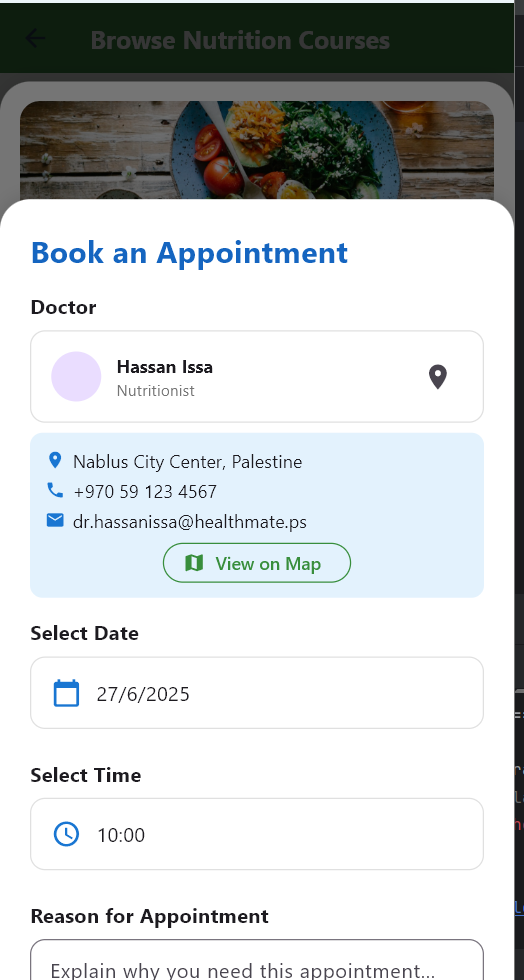 Browse Nutrition Courses
Book an Appointment
Doctor
Hassan Issa
Nutritionist
Nablus City Center, Palestine
+970 59 123 4567
dr.hassanissa@healthmate.ps
View on Map
Select Date
27/6/2025
Select Time
10:00
Reason for Appointment
Explain why you need this appointment...